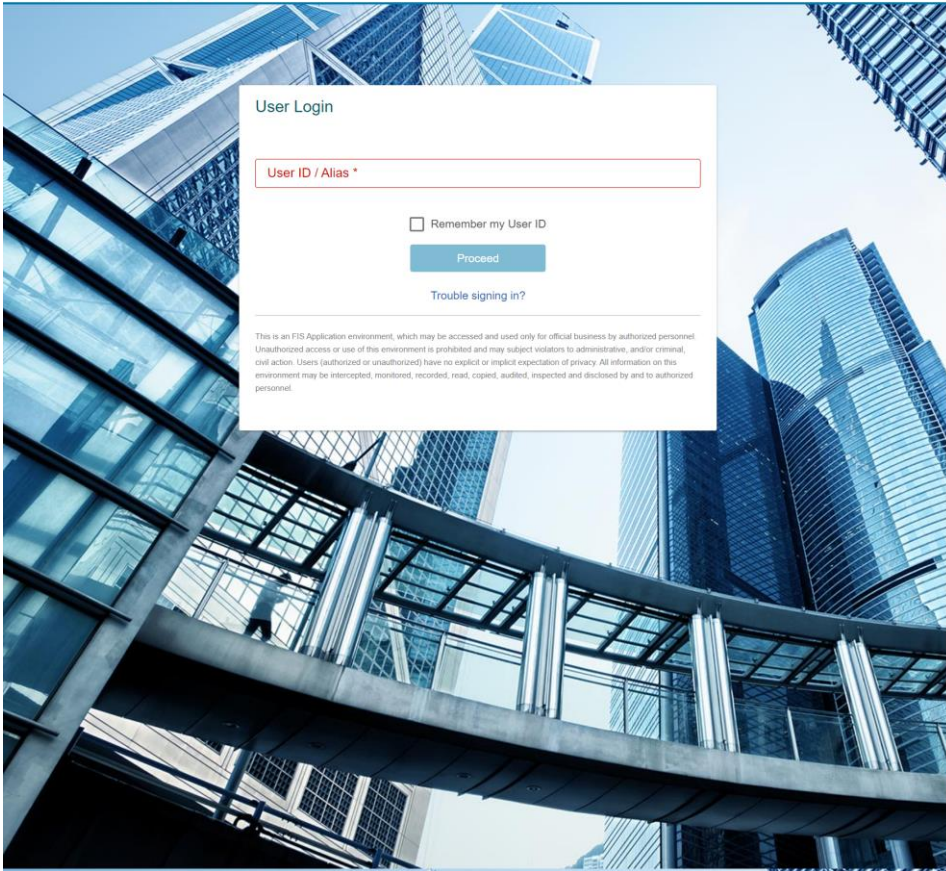 User Login
User ID / Alias *
Remember my User ID
Proceed
Trouble signing in?
This is an FIS Application environment, which may be accessed and used only for official business by authorized personnel.
Unauthorized access or use of this environment is prohibited and may subject violators to administrative, and/or criminal,
civil action. Users (authorized or unauthorized) have no explicit or implicit expectation of privacy. All information on this
environment may be intercepted, monitored, recorded, read, copied, audited, inspected and disclosed by and to authorized
personnel.